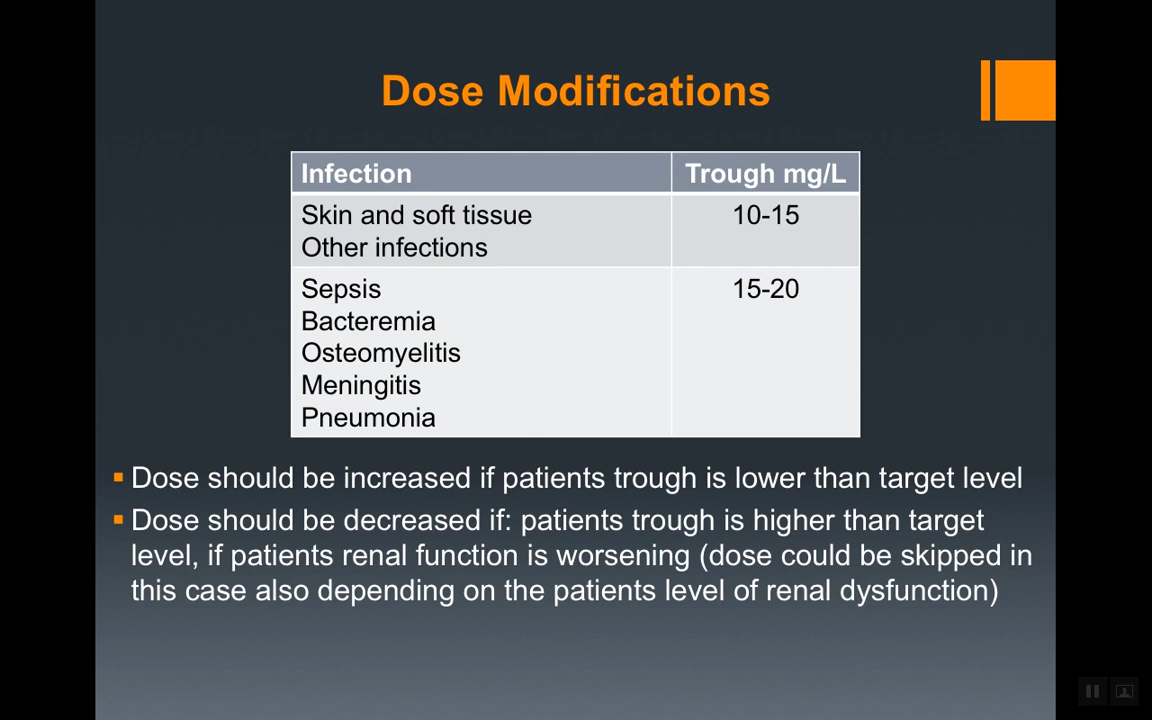 Dose Modifications
Infection Trough mg/L
Skin and soft tissue 10-15
Other infections
Sepsis 15-20
Bacteremia
Osteomyelitis
Meningitis
Pneumonia
Dose should be increased if patients trough is lower than target level
Dose should be decreased if: patients trough is higher than target
level, if patients renal function is worsening (dose could be skipped in
this case also depending on the patients level of renal dysfunction)